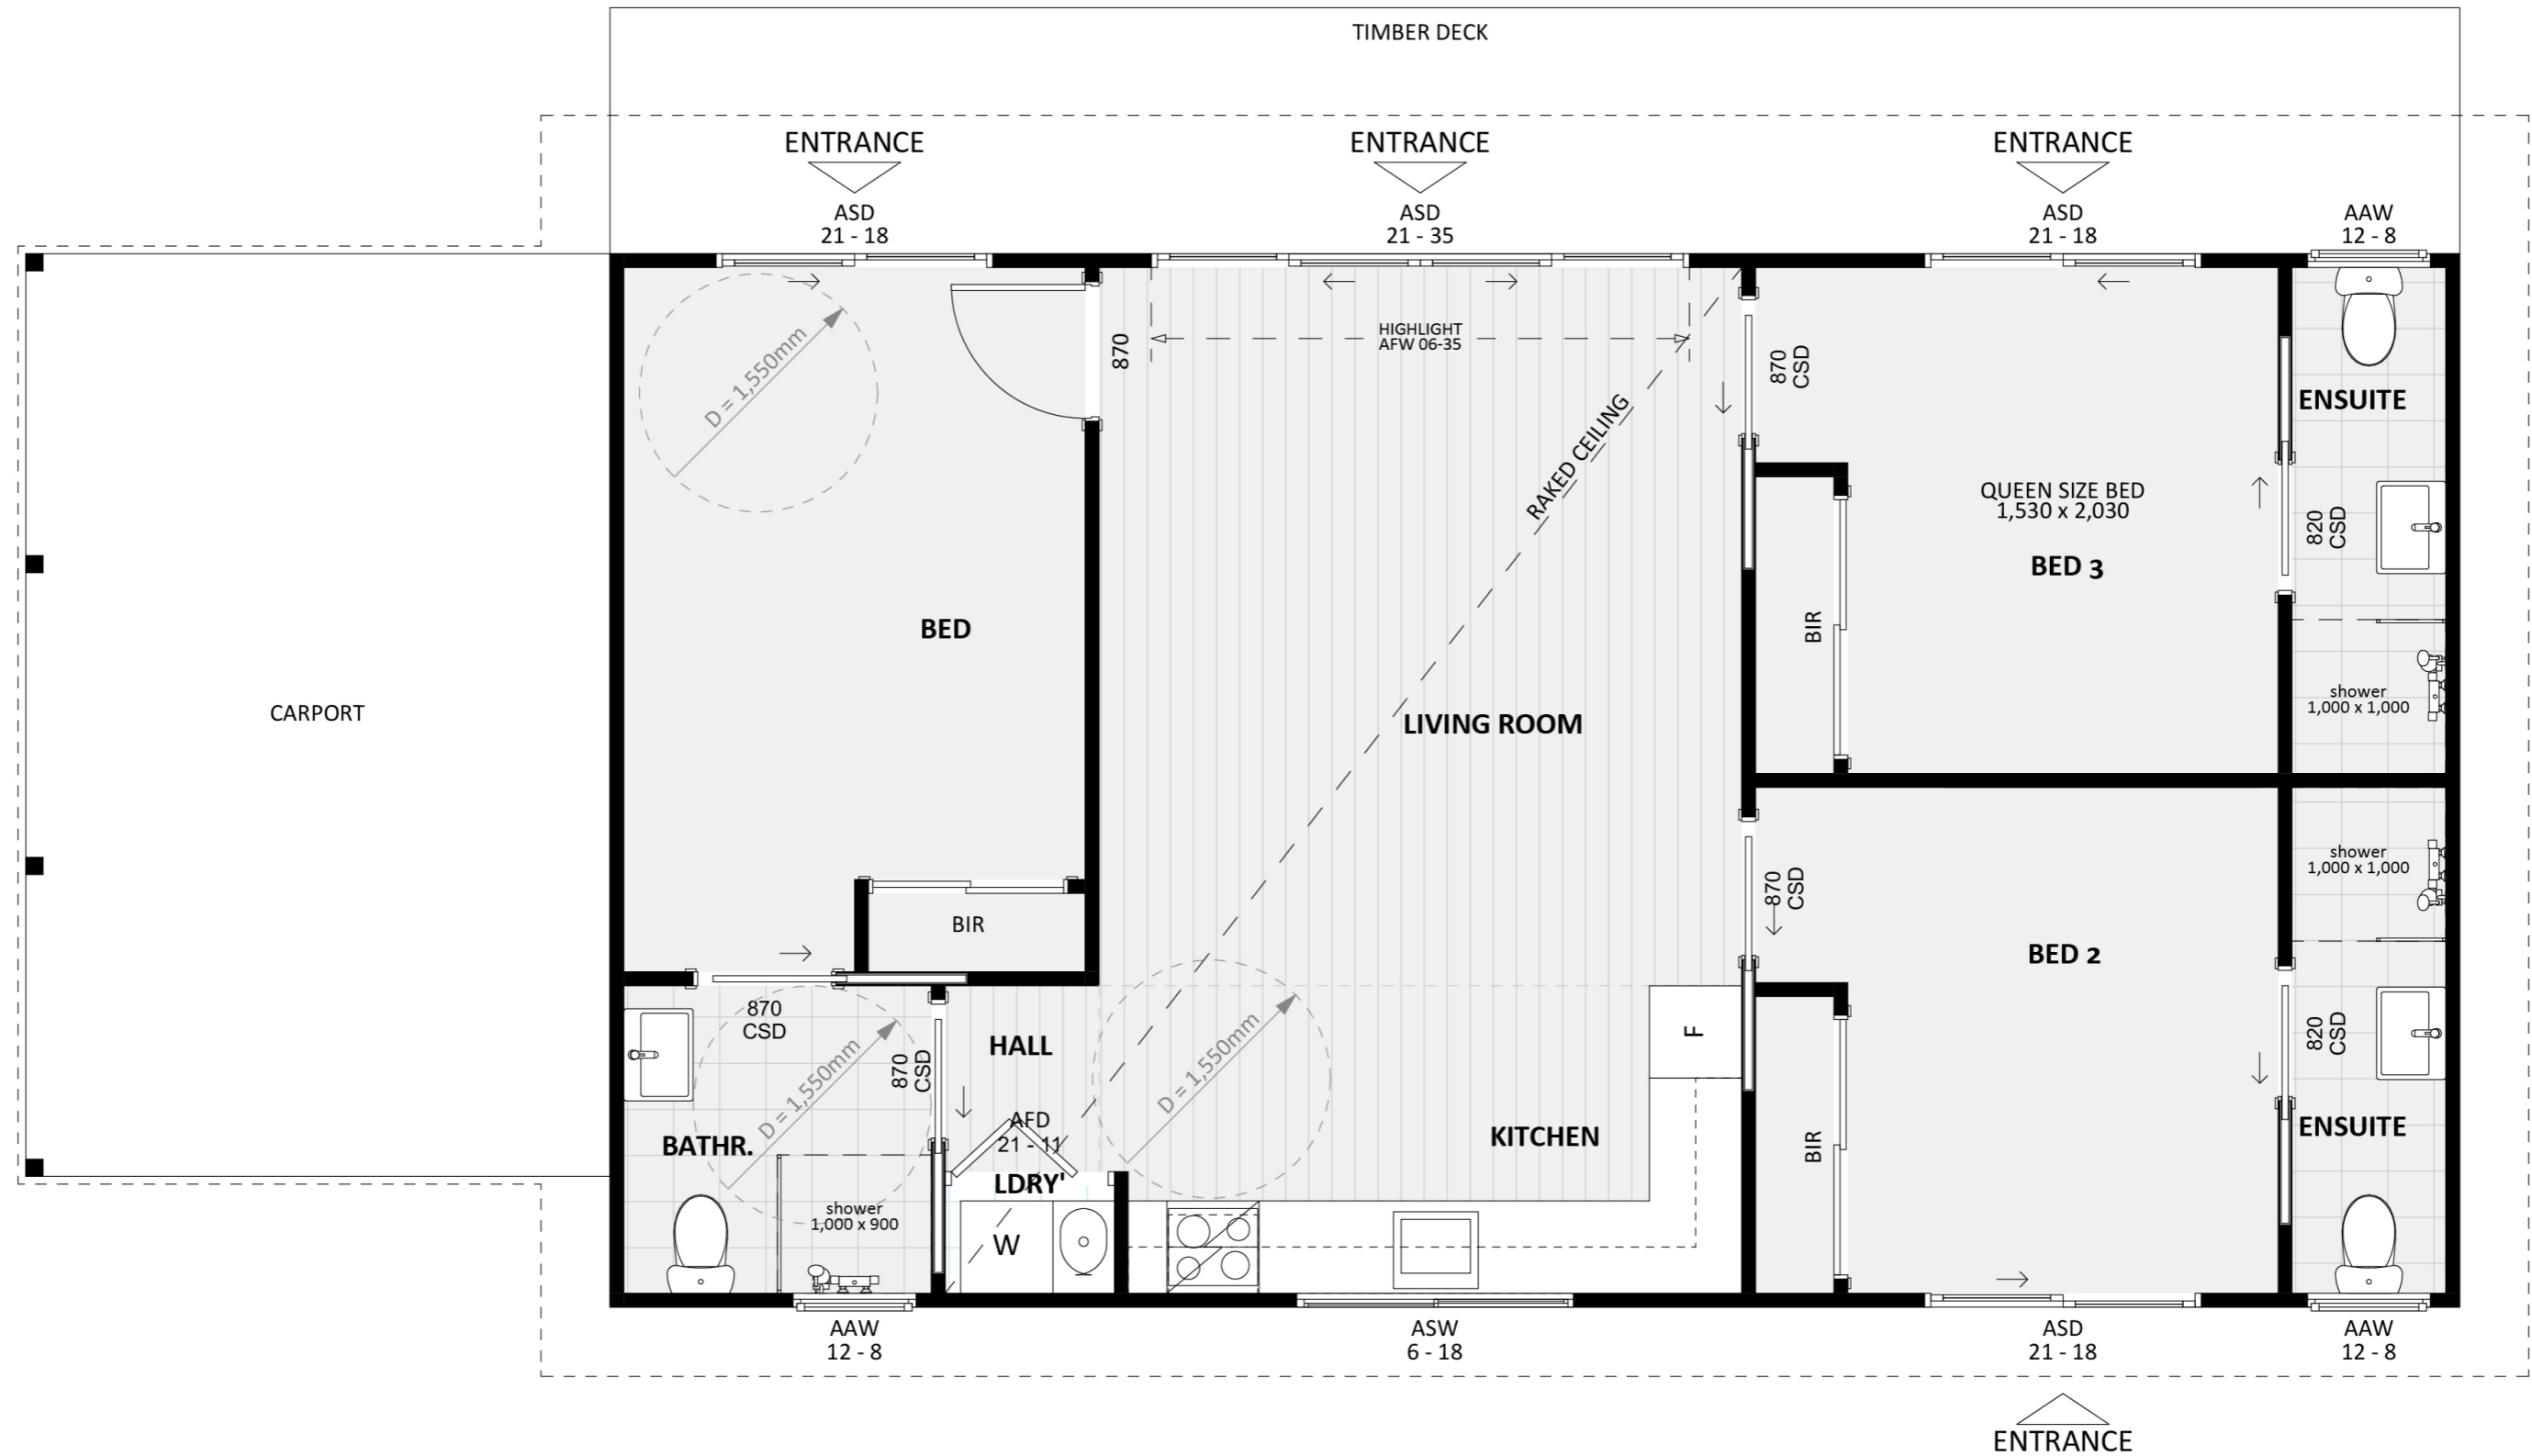 TIMBER DECK
ENTRANCE
ENTRANCE
ENTRANCE
ASD
21 - 18
ASD
21 - 35
ASD
21 - 18
AAW
12 - 8
870
HIGHLIGHT
AFW 06-35
870
CSD
D = 1,550mm
ENSUITE
RAKED CEILING
QUEEN SIZE BED
1,530 x 2,030
820
CSD
BED 3
BED
BIR
CARPORT
LIVING ROOM
shower
1,000 x 1,000
shower
1,000 x 1,000
870
CSD
BIR
BED 2
870
CSD
870
CSD
HALL
D = 1,550mm
D = 1,550mm
F
820
CSD
AFD
21 - 11
BATHR.
KITCHEN
BIR
ENSUITE
LDRY'
shower
1,000 x 900
W
AAW
12 - 8
ASW
6 - 18
ASD
21 - 18
AAW
12 - 8
ENTRANCE